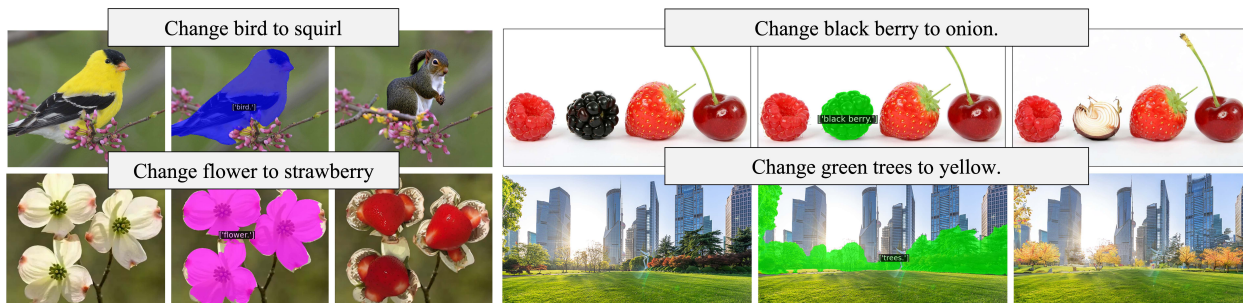 Change bird to squirl
Change black berry to onion.
['bird.']
['black berry.']
Change flower to strawberry
Change green trees to yellow.
['flower.']
['trees.']